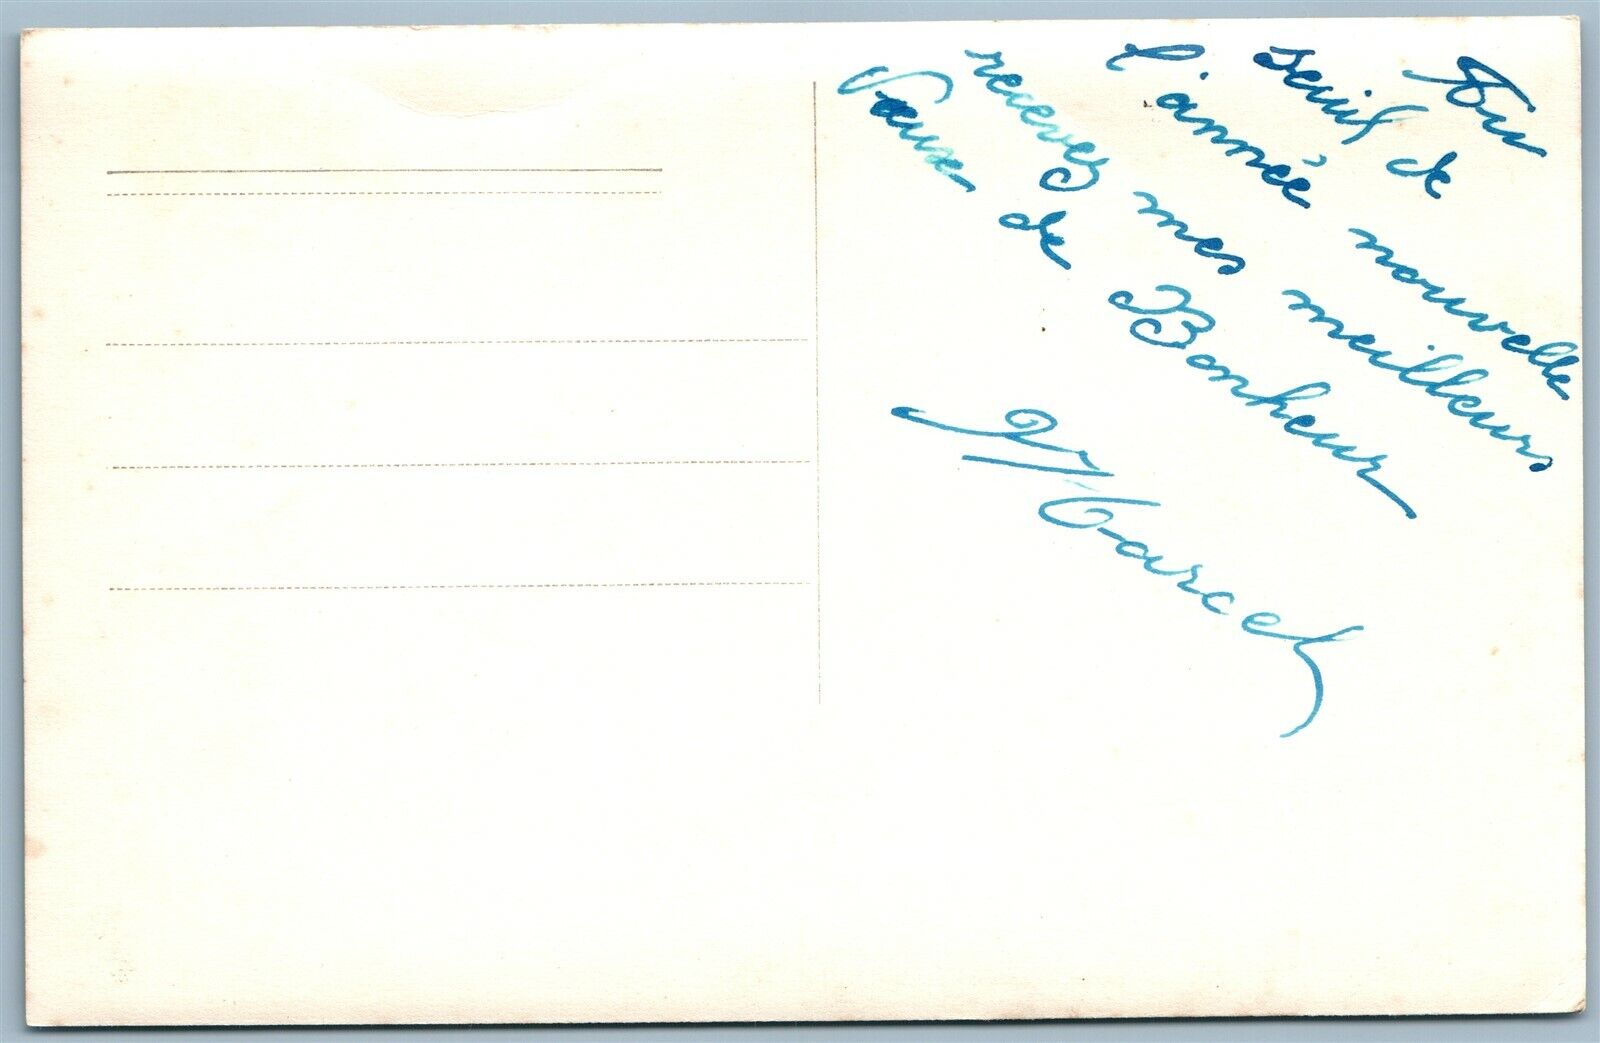 Au
seuil de
l'année nouvelle
recevez mes meilleurs
Vœux de Bonheur
Marcel